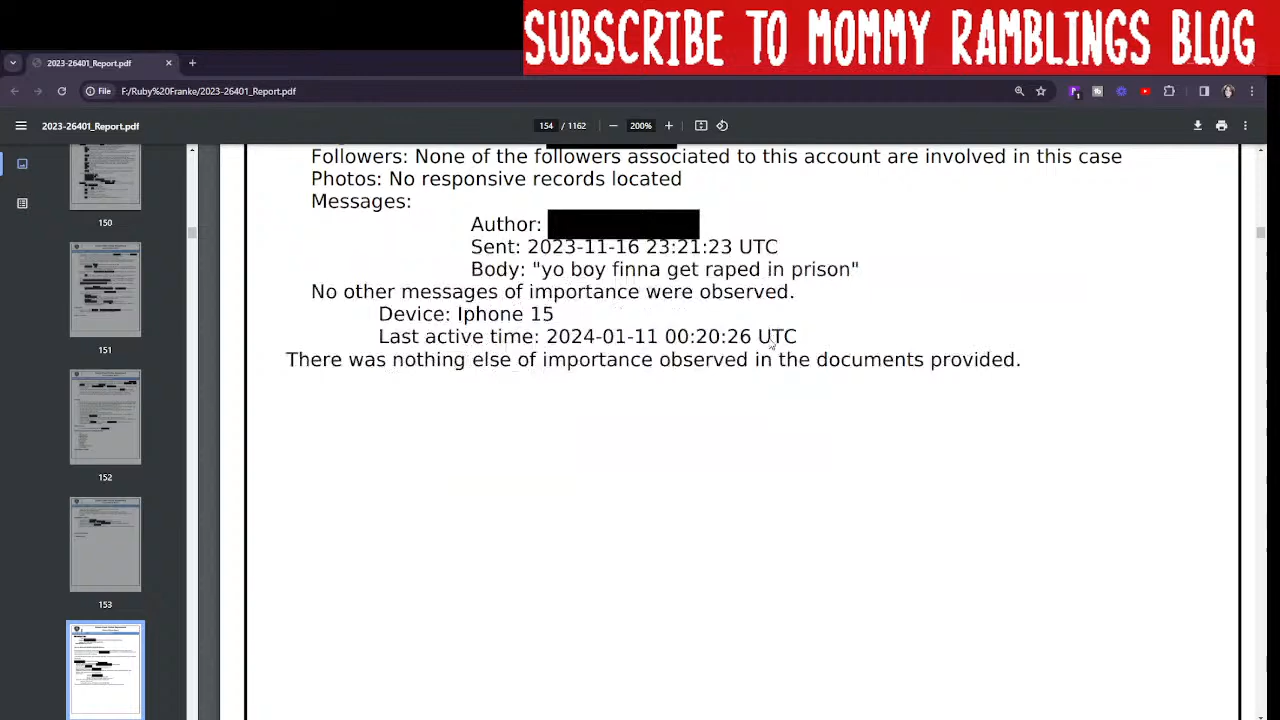 SUBSCRIBE TO MOMMY RAMBLINGS BLOG
2023-26401_Report.pdf
File F:/Ruby%20Franke/2023-26401_Report.pdf
2023-26401_Report.pdf 154 / 1162 200%
Followers: None of the followers associated to this account are involved in this case
Photos: No responsive records located
Messages:
Author:
Sent: 2023-11-16 23:21:23 UTC
Body: "yo boy finna get raped in prison"
No other messages of importance were observed.
Device: Iphone 15
Last active time: 2024-01-11 00:20:26 UTC
There was nothing else of importance observed in the documents provided.
150
151
152
153